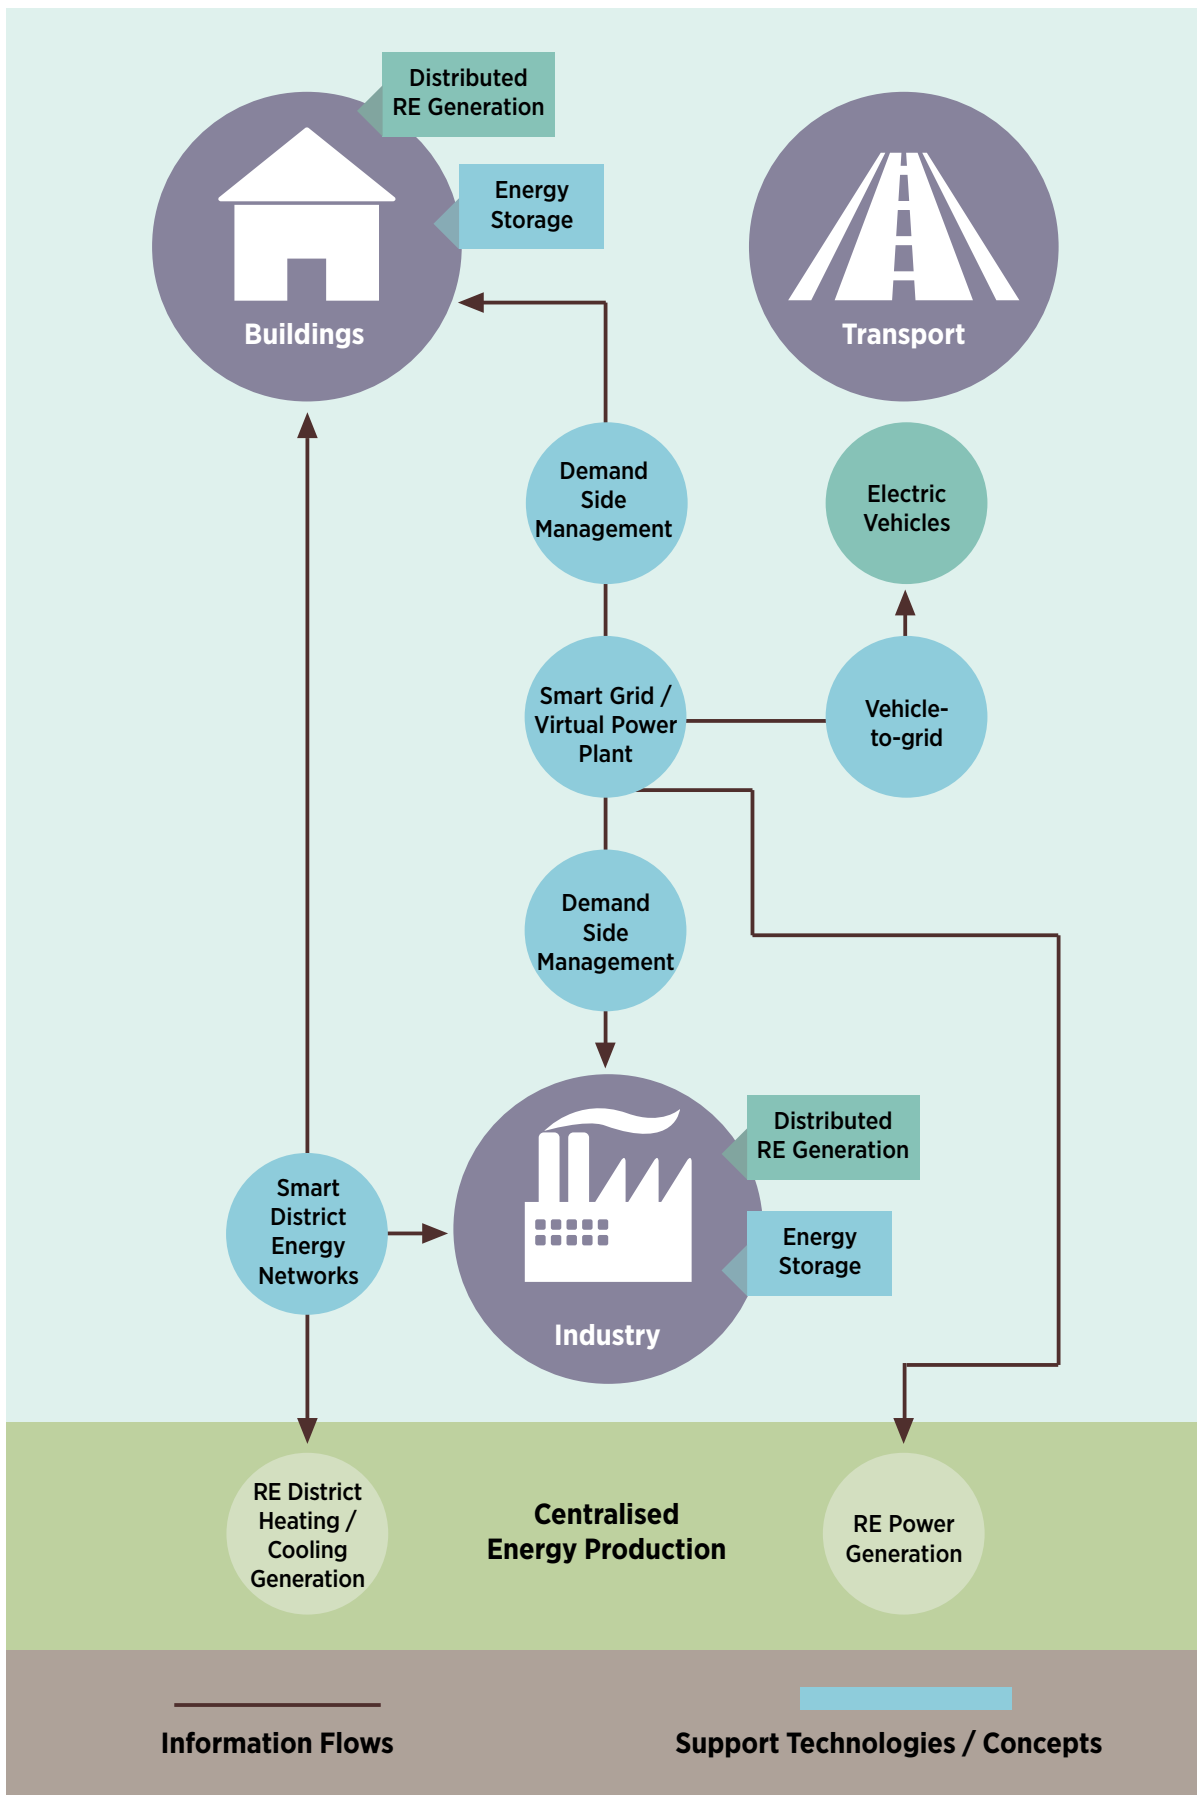 Distributed
RE Generation
Energy
Storage
Buildings
Transport
Demand
Side
Management
Electric
Vehicles
Smart Grid /
Virtual Power
Plant
Vehicle-
to-grid
Demand
Side
Management
Distributed
RE Generation
Energy
Storage
Smart
District
Energy
Networks
Industry
RE District
Heating /
Cooling
Generation
Centralised
Energy Production
RE Power
Generation
Information Flows
Support Technologies / Concepts